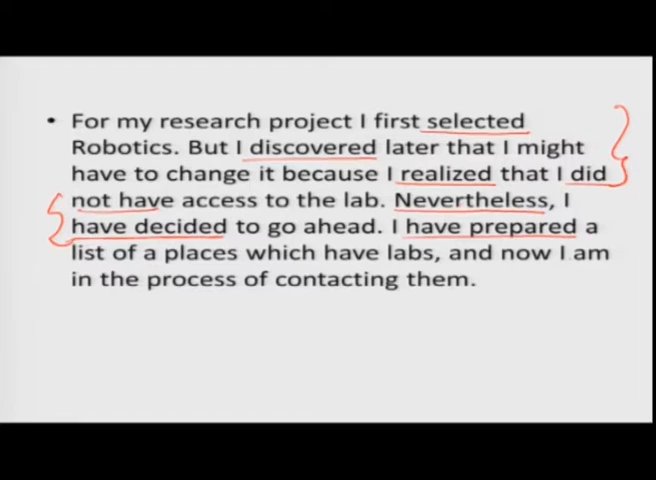 • For my research project I first selected
Robotics. But I discovered later that I might
have to change it because I realized that I did
not have access to the lab. Nevertheless, I
have decided to go ahead. I have prepared a
list of a places which have labs, and now I am
in the process of contacting them.